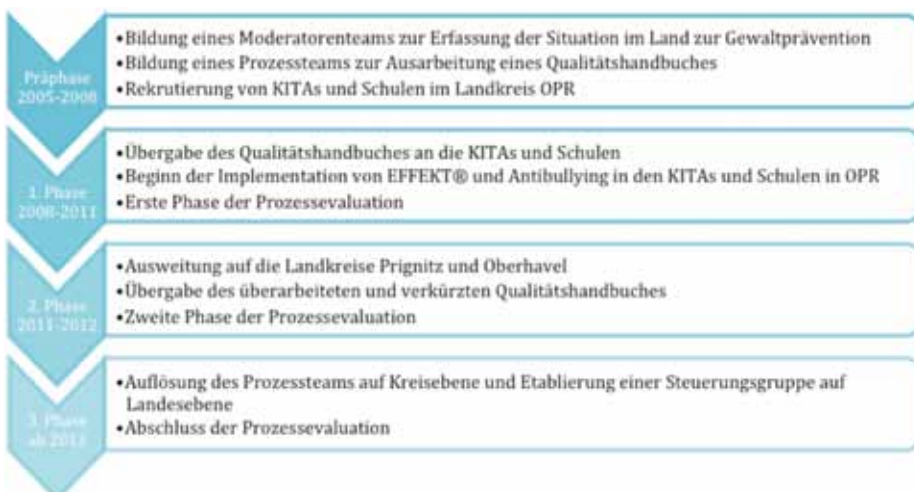 Präphase
2005-2008
•Bildung eines Moderatorenteams zur Erfassung der Situation im Land zur Gewaltprävention
•Bildung eines Prozessteams zur Ausarbeitung eines Qualitätshandbuches
•Rekrutierung von KITAs und Schulen im Landkreis OPR
1. Phase
2008-2011
•Übergabe des Qualitätshandbuches an die KITAs und Schulen
•Beginn der Implementation von EFFEKT® und Antibullying in den KITAs und Schulen in OPR
•Erste Phase der Prozessevaluation
2. Phase
2011-2012
•Ausweitung auf die Landkreise Prignitz und Oberhavel
•Übergabe des überarbeiteten und verkürzten Qualitätshandbuches
•Zweite Phase der Prozessevaluation
3. Phase
ab
•Auflösung des Prozessteams auf Kreisebene und Etablierung einer Steuerungsgruppe auf
Landesebene
•Abschluss der Prozessevaluation